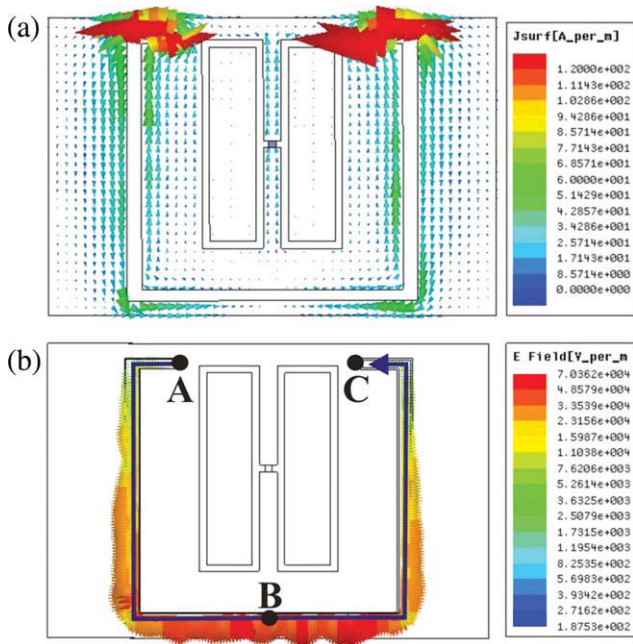 (a)
Jsurf[A_per_m]
1.2000e+002
1.1143e+002
1.0286e+002
9.4286e+001
8.5714e+001
7.7143e+001
6.8571e+001
6.0000e+001
5.1429e+001
4.2857e+001
3.4286e+001
2.5714e+001
1.7143e+001
8.5714e+000
0.0000e+000
(b)
A
C
B
E Field[V_per_m
7.0362e+004
4.8579e+004
3.3539e+004
2.3156e+004
1.5987e+004
1.1038e+004
7.6206e+003
5.2614e+003
3.6325e+003
2.5079e+003
1.7315e+003
1.1954e+003
8.2535e+002
5.6983e+002
3.9342e+002
2.7162e+002
1.8753e+002